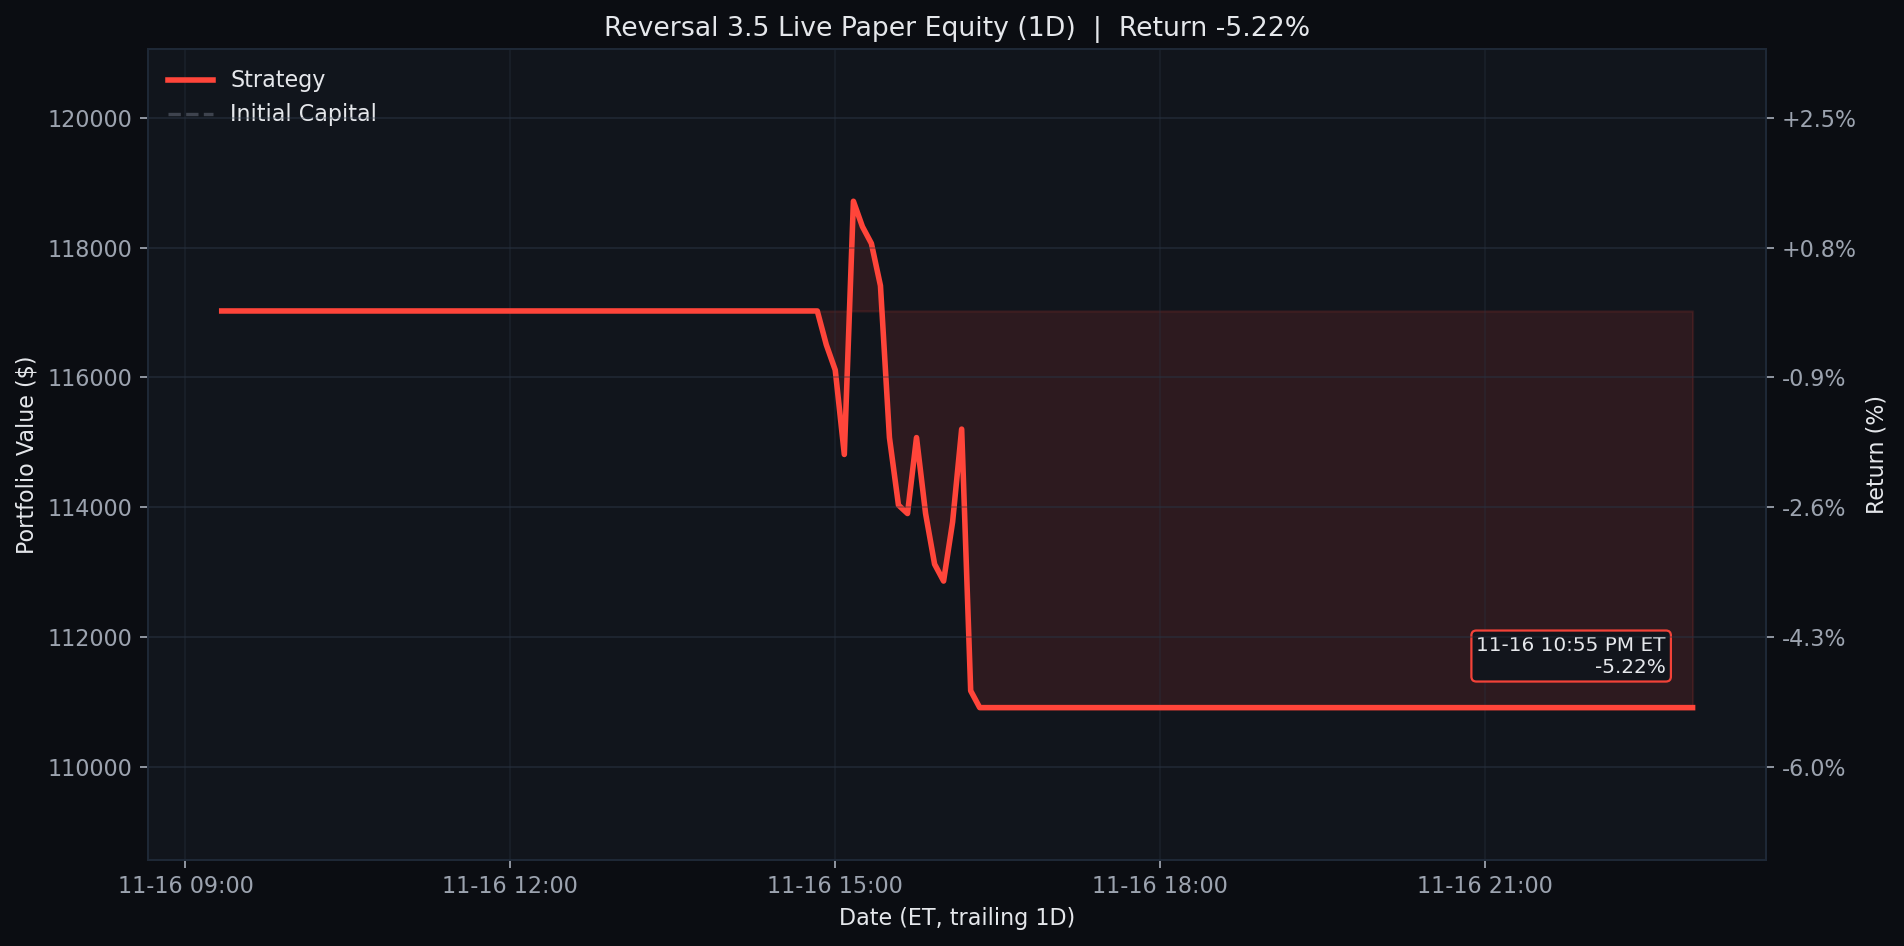 Reversal 3.5 Live Paper Equity (1D)  |  Return -5.22%
Strategy
Initial Capital
120000
118000
116000
114000
112000
110000
Portfolio Value ($)
+2.5%
+0.8%
-0.9%
-2.6%
-4.3%
-6.0%
Return (%)
11-16 10:55 PM ET
-5.22%
11-16 09:00
11-16 12:00
11-16 15:00
11-16 18:00
11-16 21:00
Date (ET, trailing 1D)